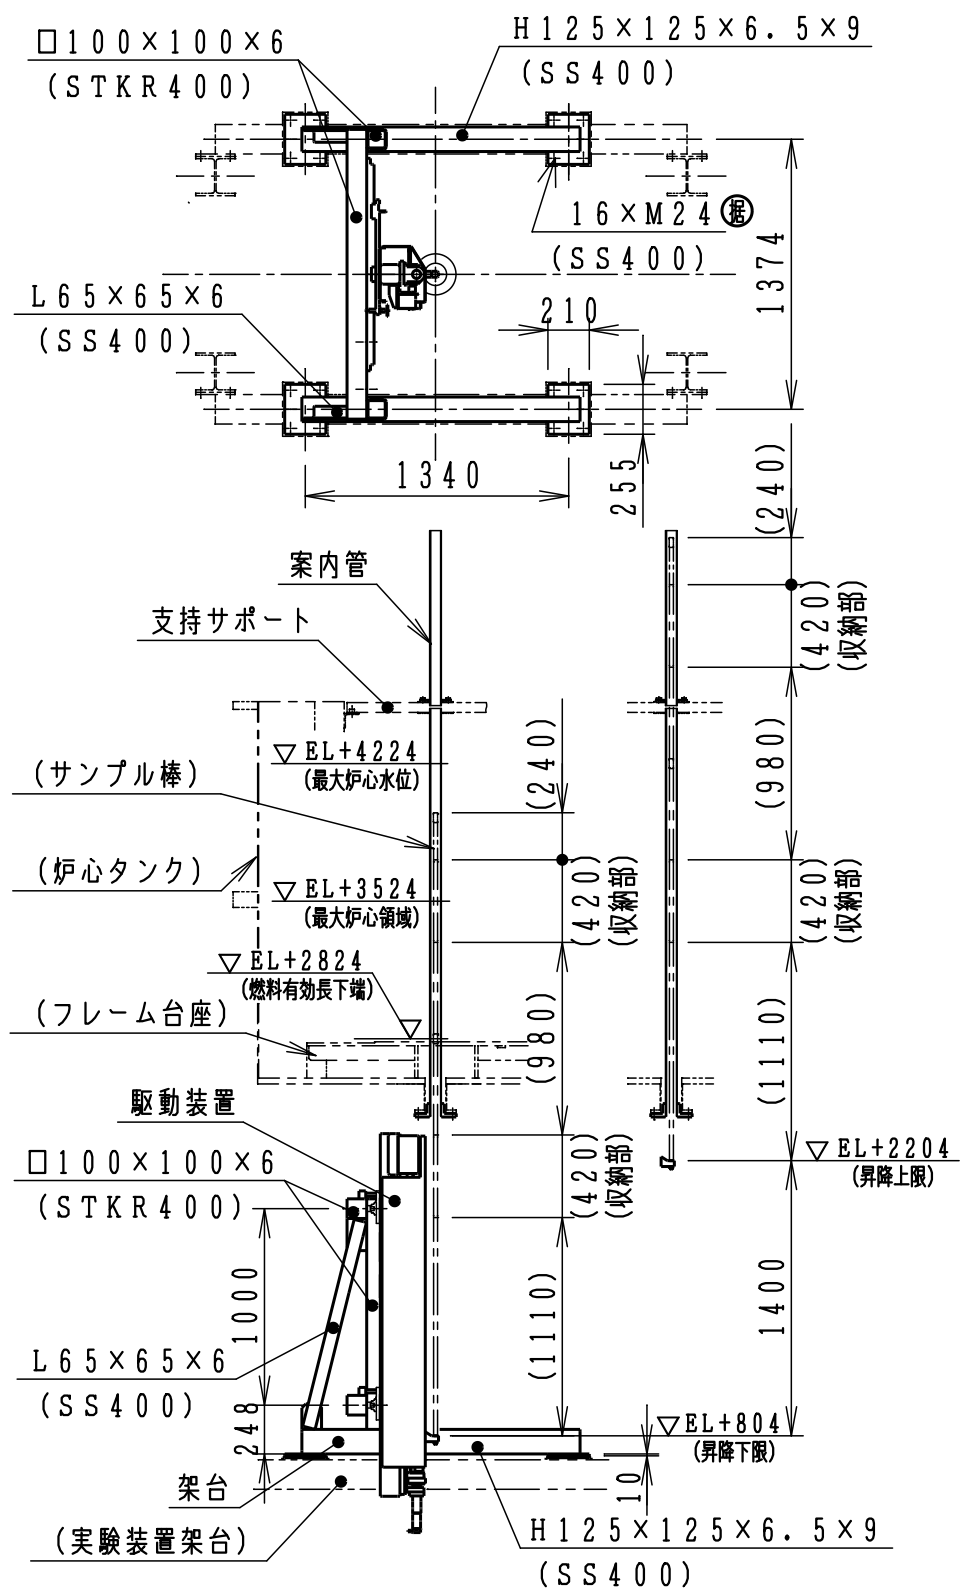 □100×100×6
(STKR400)
H125×125×6.5×9
(SS400)
16×M24 据
(SS400)
1374
L65×65×6
(SS400)
210
255
1340
(240)
案内管
(420)
(収納部)
支持サポート
▽ EL+4224
(最大炉心水位)
(240)
(980)
(サンプル棒)
(炉心タンク)
▽ EL+3524
(最大炉心領域)
(420)
(収納部)
(420)
(収納部)
▽ EL+2824
(燃料有効長下端)
(フレーム台座)
▽
(980)
(1110)
駆動装置
(420)
(収納部)
▽ EL+2204
(昇降上限)
□100×100×6
(STKR400)
1000
(1110)
1400
L65×65×6
(SS400)
248
▽EL+804
(昇降下限)
10
架台
(実験装置架台)
H125×125×6.5×9
(SS400)